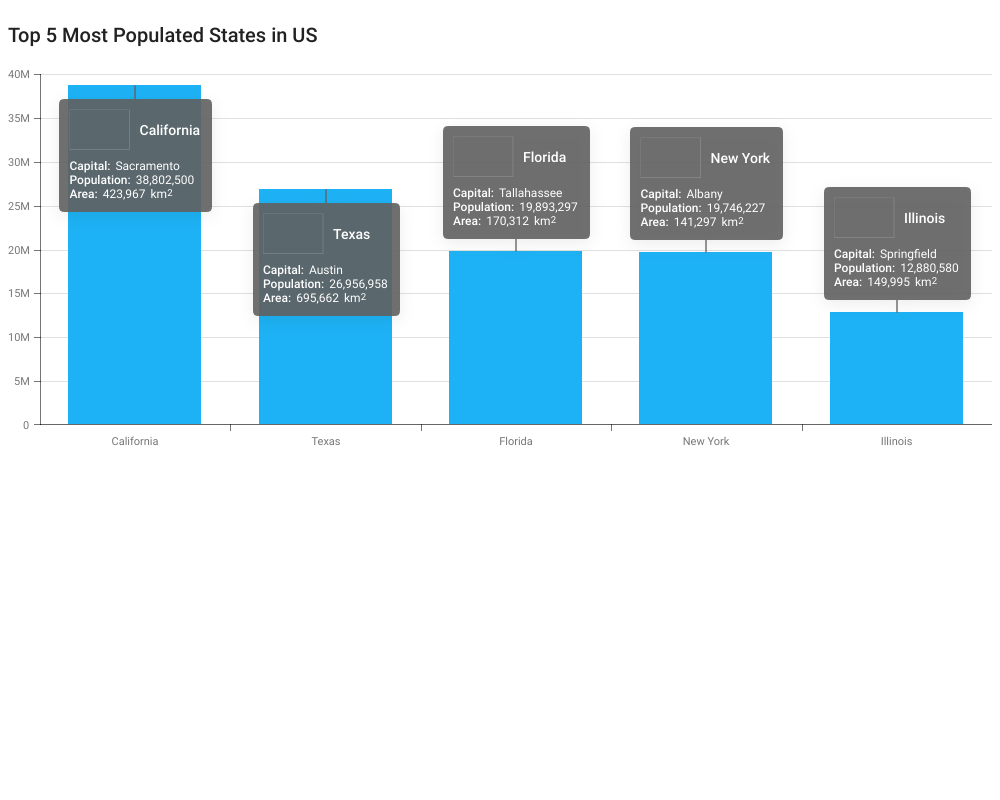 Top 5 Most Populated States in US
40M
35M
30M
25M
20M
15M
10M
5M
0
California
Capital: Sacramento
Population: 38,802,500
Area: 423,967 km²
Texas
Capital: Austin
Population: 26,956,958
Area: 695,662 km²
Florida
Capital: Tallahassee
Population: 19,893,297
Area: 170,312 km²
New York
Capital: Albany
Population: 19,746,227
Area: 141,297 km²
Illinois
Capital: Springfield
Population: 12,880,580
Area: 149,995 km²
California
Texas
Florida
New York
Illinois